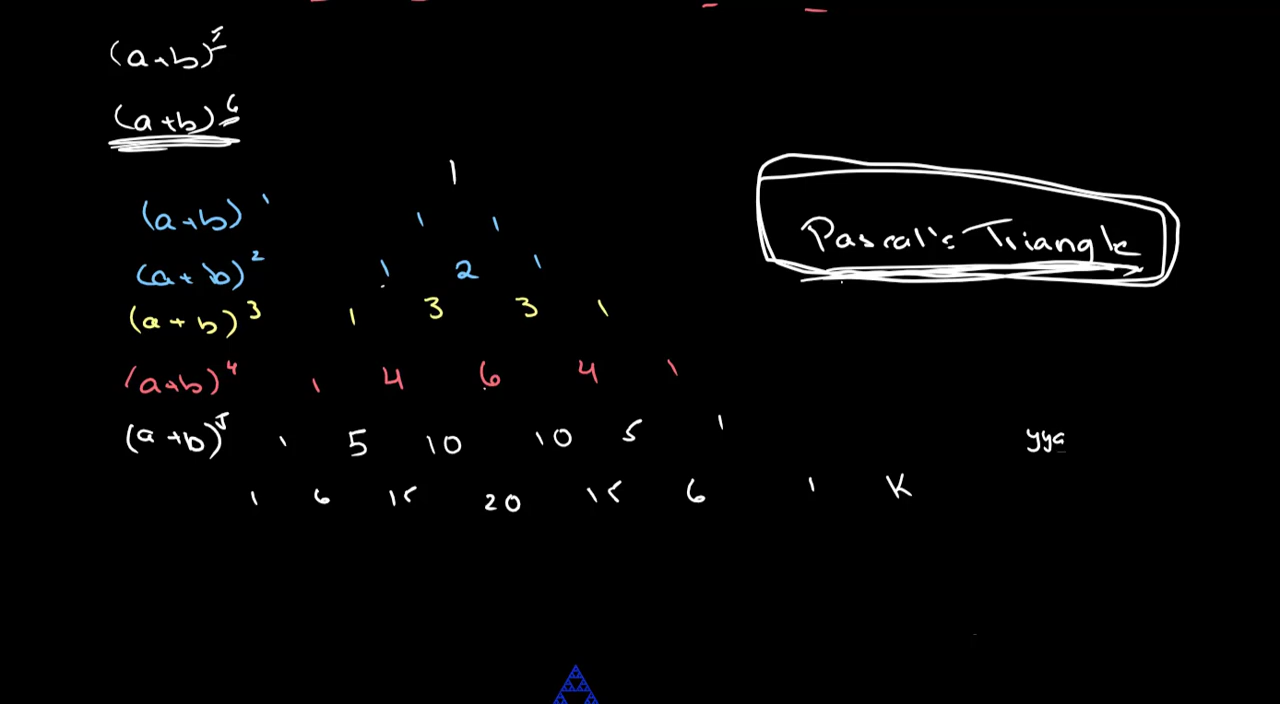 (a+b)⁵
(a+b)⁶
1
(a+b)¹ 1 1
Pascal's Triangle
(a+b)² 1 2 1
(a+b)³ 1 3 3 1
(a+b)⁴ 1 4 6 4 1
(a+b)⁵ 1 5 10 10 5 1
yya
1 6 15 20 15 6 1 K